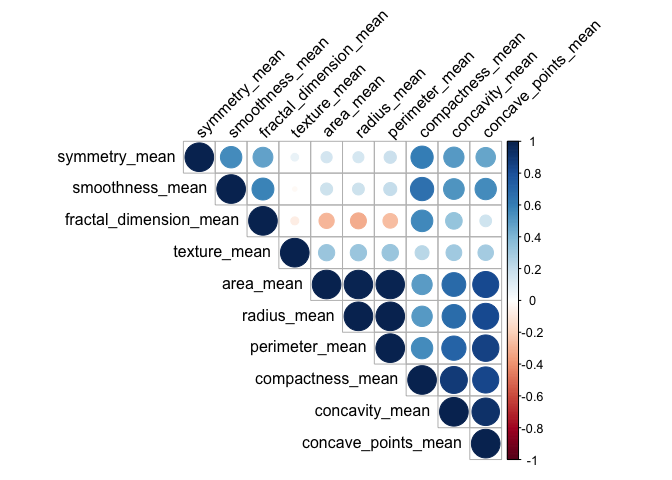 symmetry_mean
smoothness_mean
fractal_dimension_mean
texture_mean
area_mean
radius_mean
perimeter_mean
compactness_mean
concavity_mean
concave_points_mean
symmetry_mean
smoothness_mean
fractal_dimension_mean
texture_mean
area_mean
radius_mean
perimeter_mean
compactness_mean
concavity_mean
concave_points_mean
1
0.8
0.6
0.4
0.2
0
-0.2
-0.4
-0.6
-0.8
-1